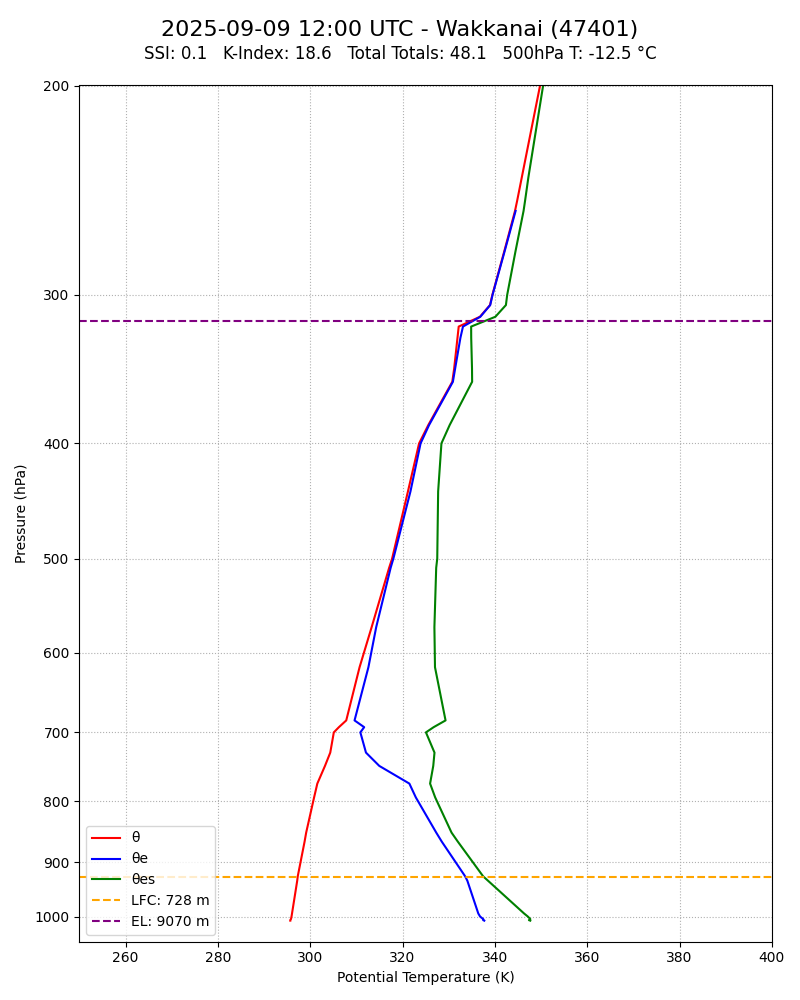 2025-09-09 12:00 UTC - Wakkanai (47401)
SSI: 0.1 K-Index: 18.6 Total Totals: 48.1 500hPa T: -12.5 °C
200
300
400
500
600
700
800
900
1000
Pressure (hPa)
θ
θe
θes
LFC: 728 m
EL: 9070 m
260 280 300 320 340 360 380 400
Potential Temperature (K)